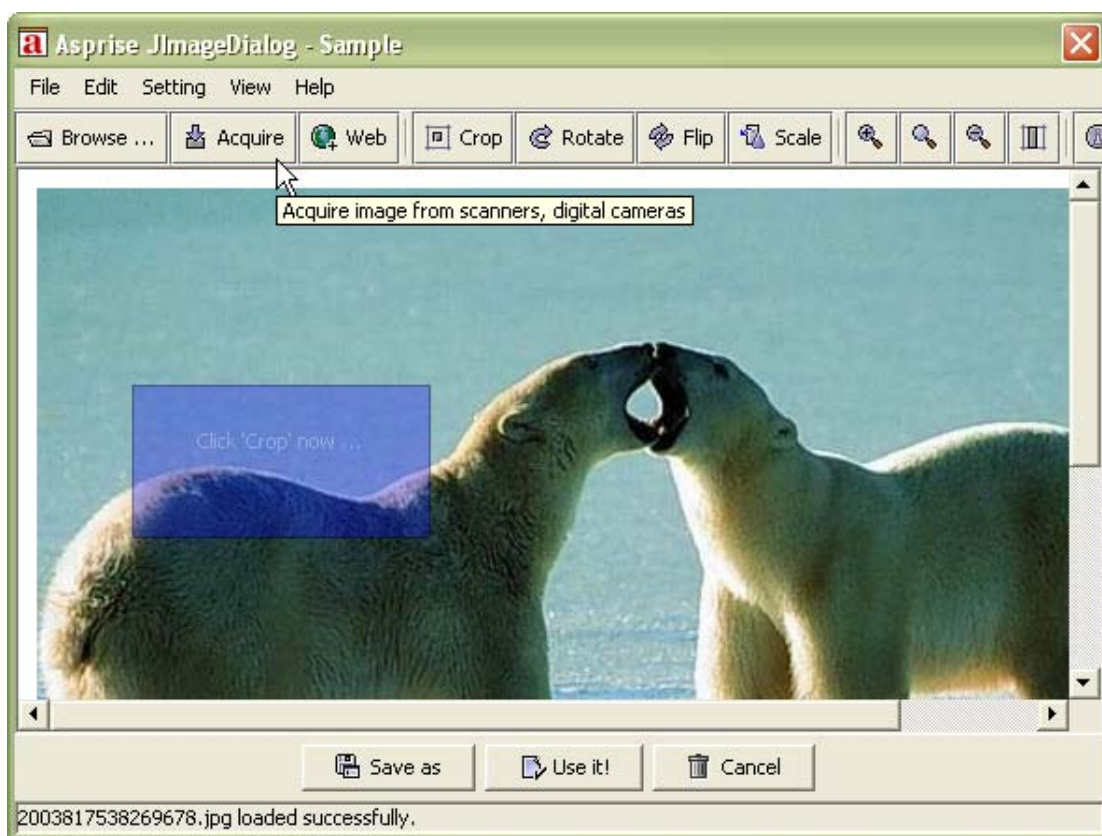 a Asprise JImageDialog - Sample
File Edit Setting View Help
Browse ... Acquire Web Crop Rotate Flip Scale
Acquire image from scanners, digital cameras
Click 'Crop' now ...
Save as Use it! Cancel
2003817538269678.jpg loaded successfully.